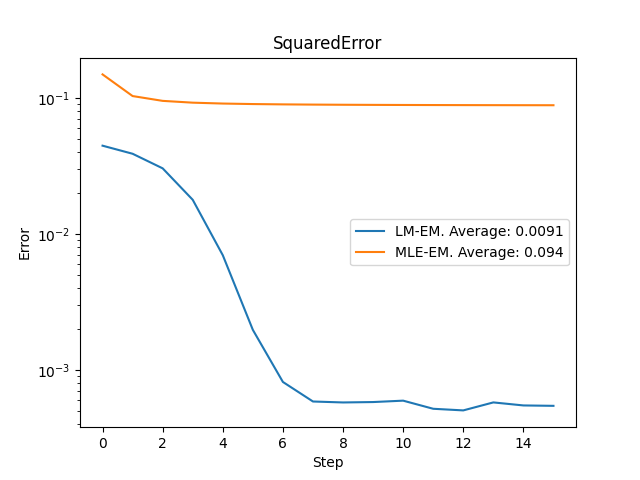 SquaredError
Error
10⁻¹
10⁻²
10⁻³
LM-EM. Average: 0.0091
MLE-EM. Average: 0.094
0 2 4 6 8 10 12 14
Step